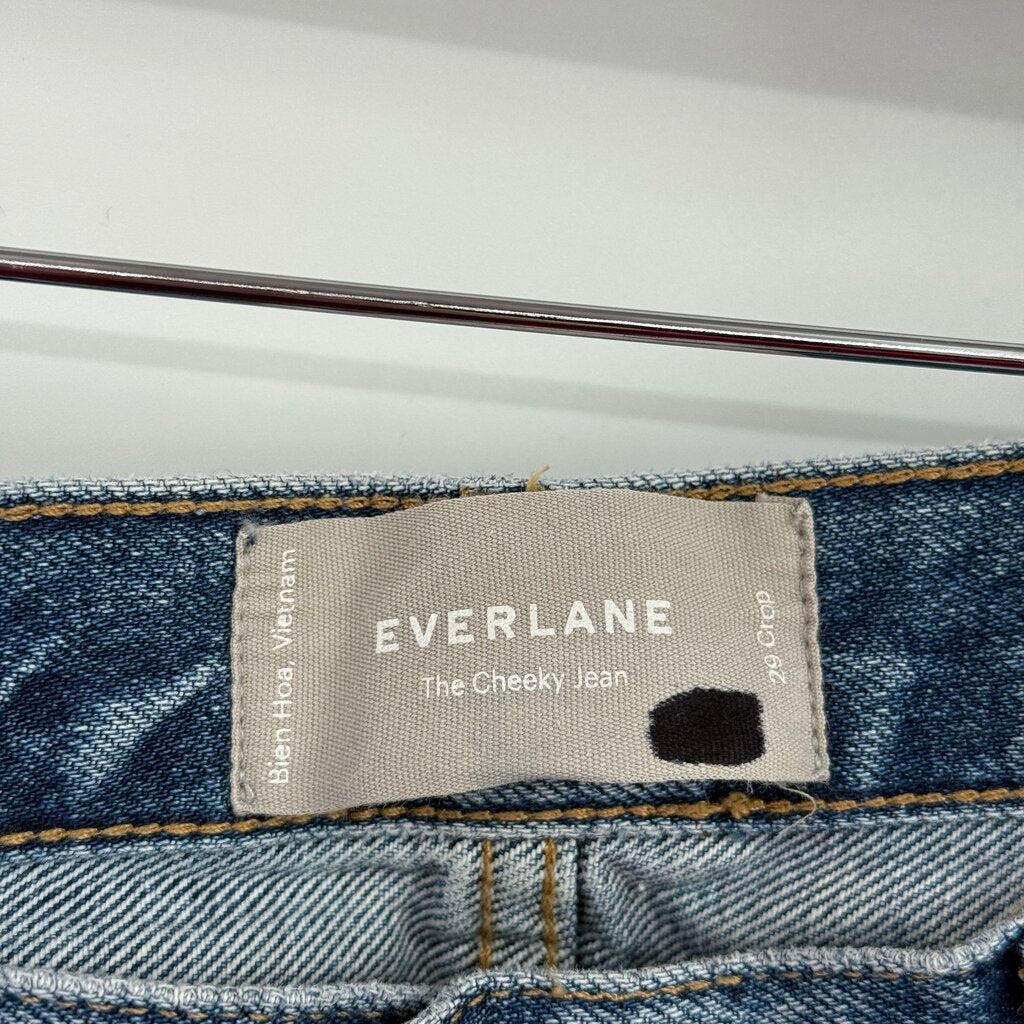 EVERLANE
The Cheeky Jean
Bien Hoa, Vietnam
29 Crop